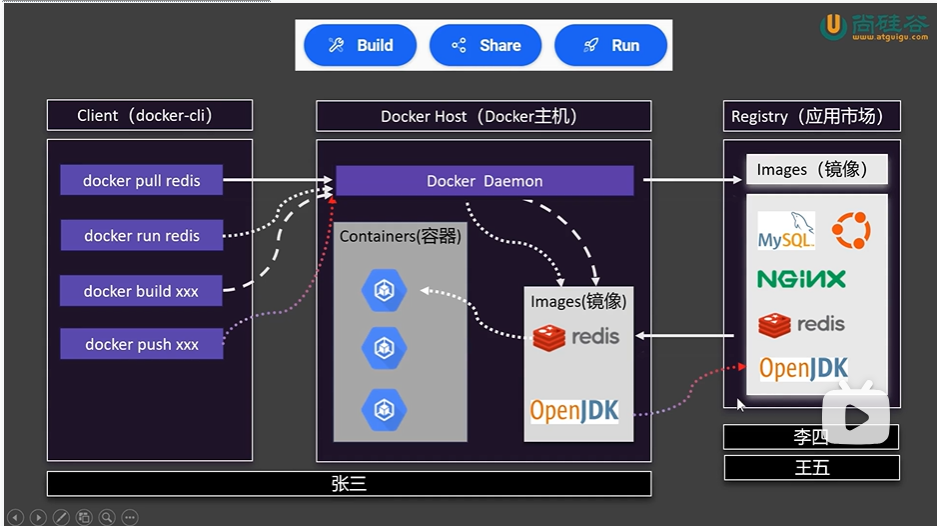 尚硅谷
www.atguigu.com
Build
Share
Run
Client（docker-cli）
Docker Host（Docker主机）
Registry（应用市场）
docker pull redis
docker run redis
docker build xxx
docker push xxx
Docker Daemon
Containers(容器)
Images(镜像)
redis
OpenJDK
Images（镜像）
MySQL
NGINX
redis
OpenJDK
李四
王五
张三